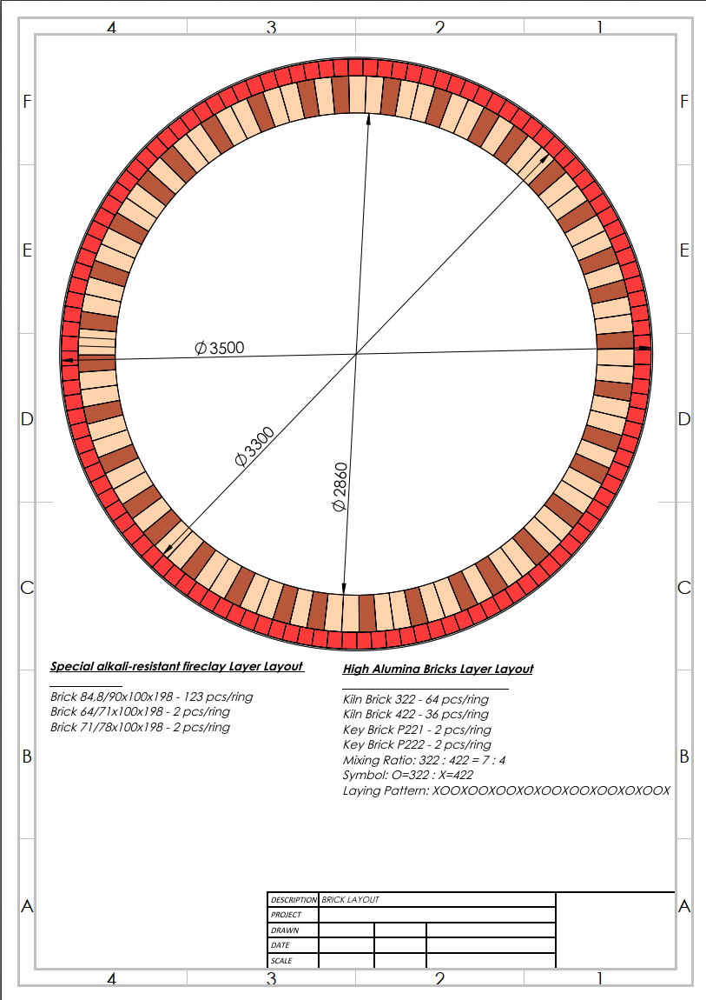 4 3 2 1
F F
E E
D D
C C
B B
A A
Ø3500
Ø3300
Ø2860
Special alkali-resistant fireclay Layer Layout
Brick 84,8/90x100x198 - 123 pcs/ring
Brick 64/71x100x198 - 2 pcs/ring
Brick 71/78x100x198 - 2 pcs/ring
High Alumina Bricks Layer Layout
Kiln Brick 322 - 64 pcs/ring
Kiln Brick 422 - 36 pcs/ring
Key Brick P221 - 2 pcs/ring
Key Brick P222 - 2 pcs/ring
Mixing Ratio: 322 : 422 = 7 : 4
Symbol: O=322 : X=422
Laying Pattern: XOOXOOXOOXOXOOXOOXOOXOXOOX
DESCRIPTION BRICK LAYOUT
PROJECT
DRAWN
DATE
SCALE
4 3 2 1